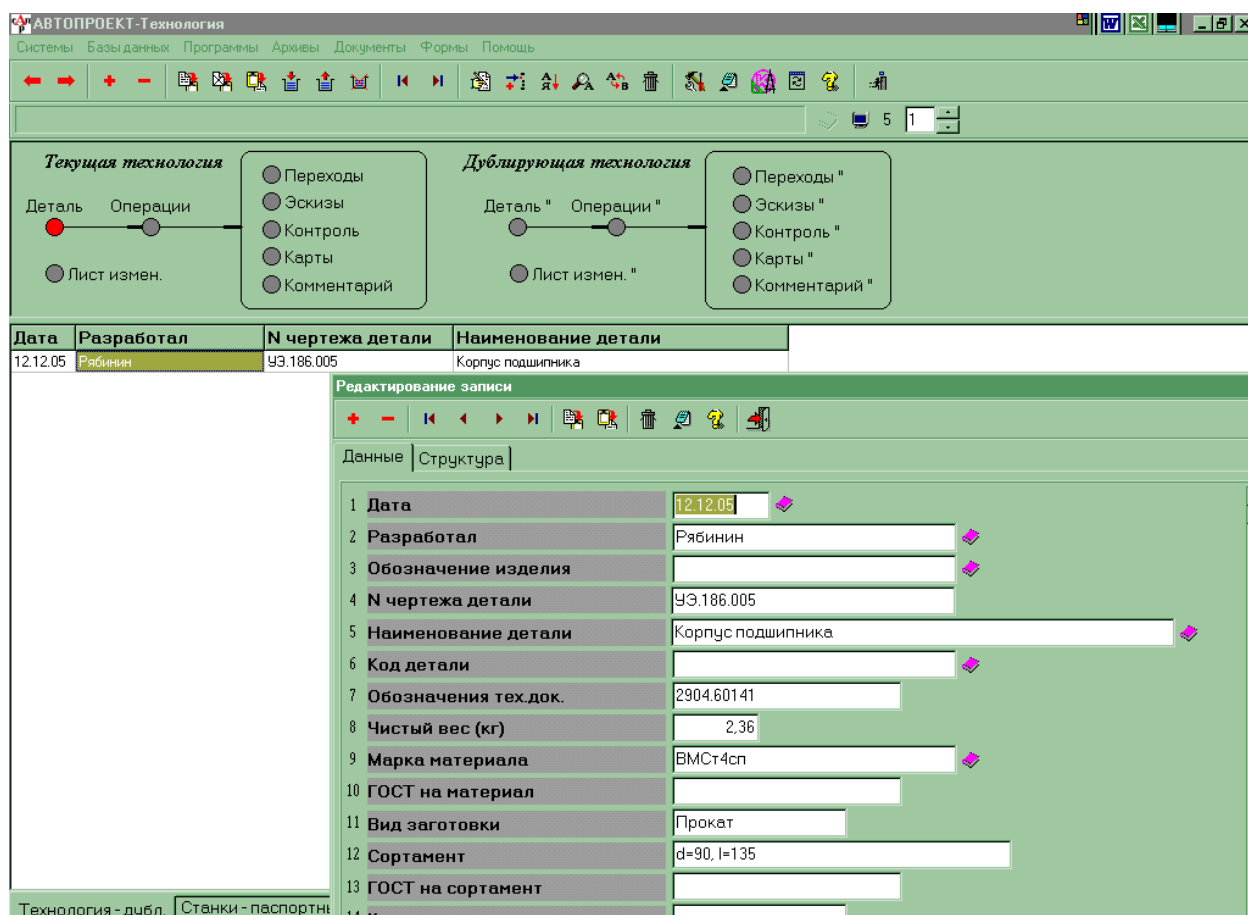 АВТОПРОЕКТ-Технология
Системы Базы данных Программы Архивы Документы Формы Помощь
5 1
Текущая технология
Деталь Операции
Переходы
Эскизы
Контроль
Карты
Комментарий
Лист измен.
Дублирующая технология
Деталь " Операции "
Переходы "
Эскизы "
Контроль "
Карты "
Комментарий "
Лист измен. "
Дата Разработал N чертежа детали Наименование детали
12.12.05 Рябинин УЭ.186.005 Корпус подшипника
Редактирование записи
Данные Структура
1 Дата 12.12.05
2 Разработал Рябинин
3 Обозначение изделия
4 N чертежа детали УЭ.186.005
5 Наименование детали Корпус подшипника
6 Код детали
7 Обозначения тех.док. 2904.60141
8 Чистый вес (кг) 2,36
9 Марка материала ВМСт4сп
10 ГОСТ на материал
11 Вид заготовки Прокат
12 Сортамент d=90, l=135
13 ГОСТ на сортамент
14
Технология - дубл. Станки - паспортн